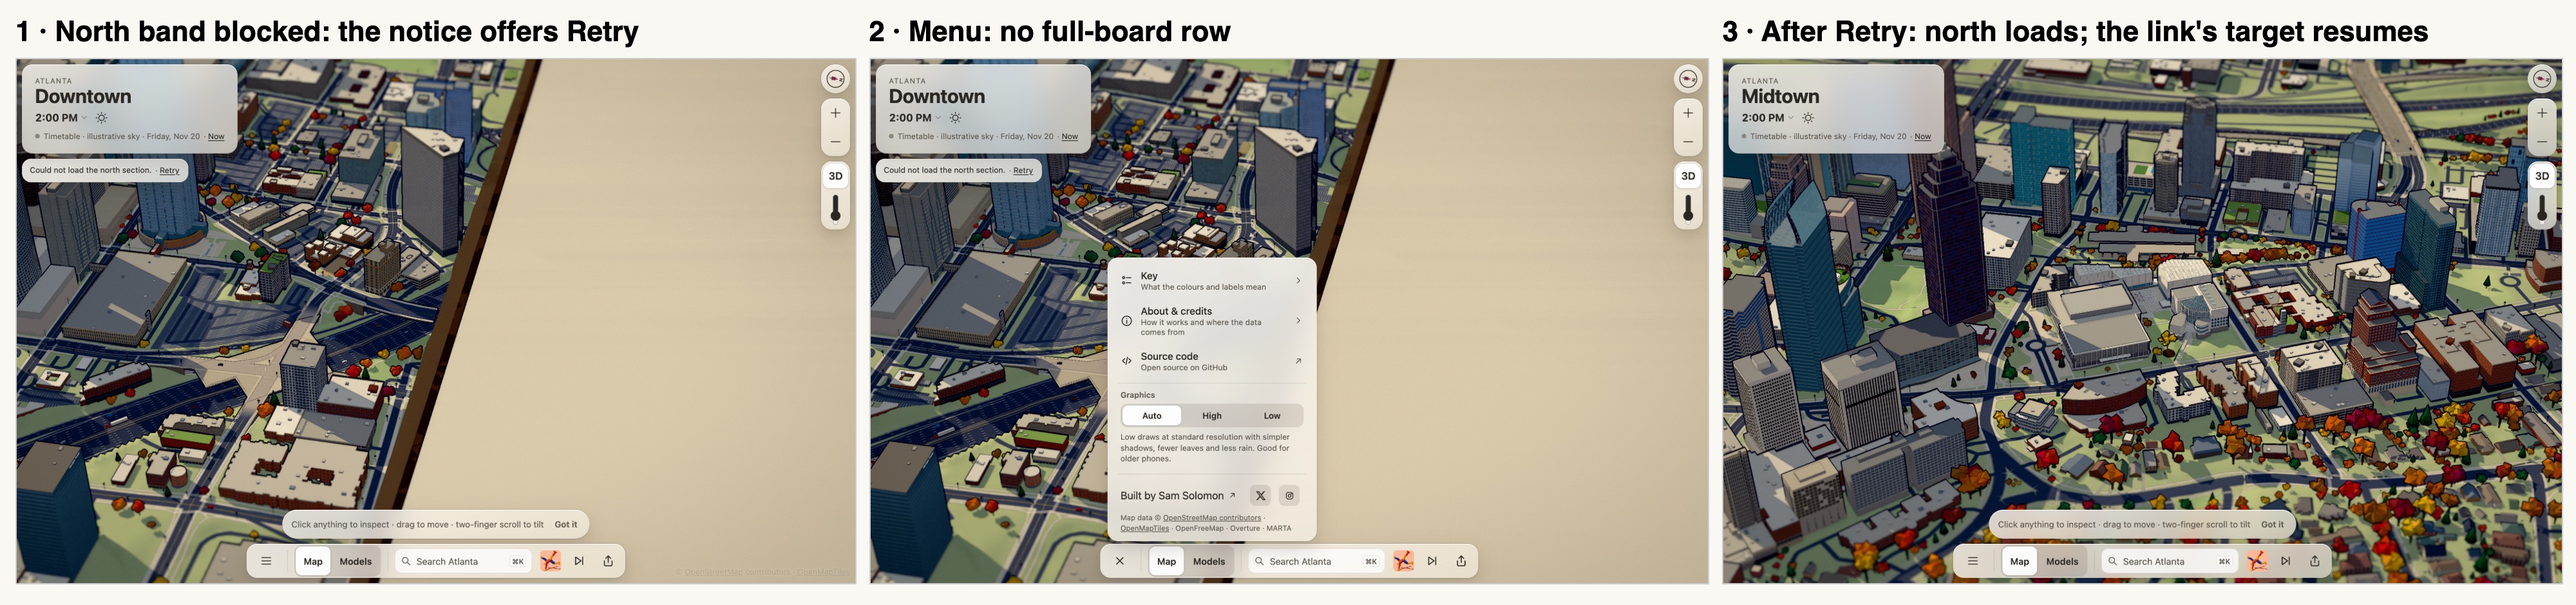 1 · North band blocked: the notice offers Retry
ATLANTA
Downtown
2:00 PM
Timetable · illustrative sky · Friday, Nov 20 · Now
Could not load the north section. · Retry
3D
Click anything to inspect · drag to move · two-finger scroll to tilt Got it
Map Models Search Atlanta ⌘K
© OpenStreetMap contributors · OpenMapTiles
2 · Menu: no full-board row
ATLANTA
Downtown
2:00 PM
Timetable · illustrative sky · Friday, Nov 20 · Now
Could not load the north section. · Retry
3D
Key
What the colours and labels mean
About & credits
How it works and where the data
comes from
Source code
Open source on GitHub
Graphics
Auto High Low
Low draws at standard resolution with simpler
shadows, fewer leaves and less rain. Good for
older phones.
Built by Sam Solomon ↗
Map data © OpenStreetMap contributors ·
OpenMapTiles · OpenFreeMap · Overture · MARTA
Map Models Search Atlanta ⌘K
3 · After Retry: north loads; the link's target resumes
ATLANTA
Midtown
2:00 PM
Timetable · illustrative sky · Friday, Nov 20 · Now
3D
Click anything to inspect · drag to move · two-finger scroll to tilt Got it
Map Models Search Atlanta ⌘K